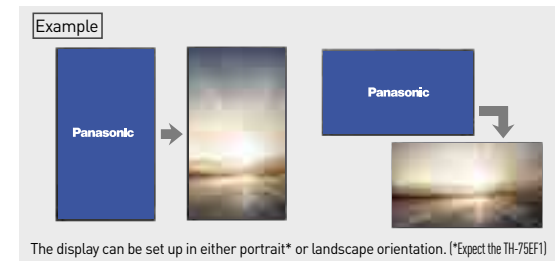 Example
Panasonic
Panasonic
The display can be set up in either portrait* or landscape orientation. (*Expect the TH-75EF1)